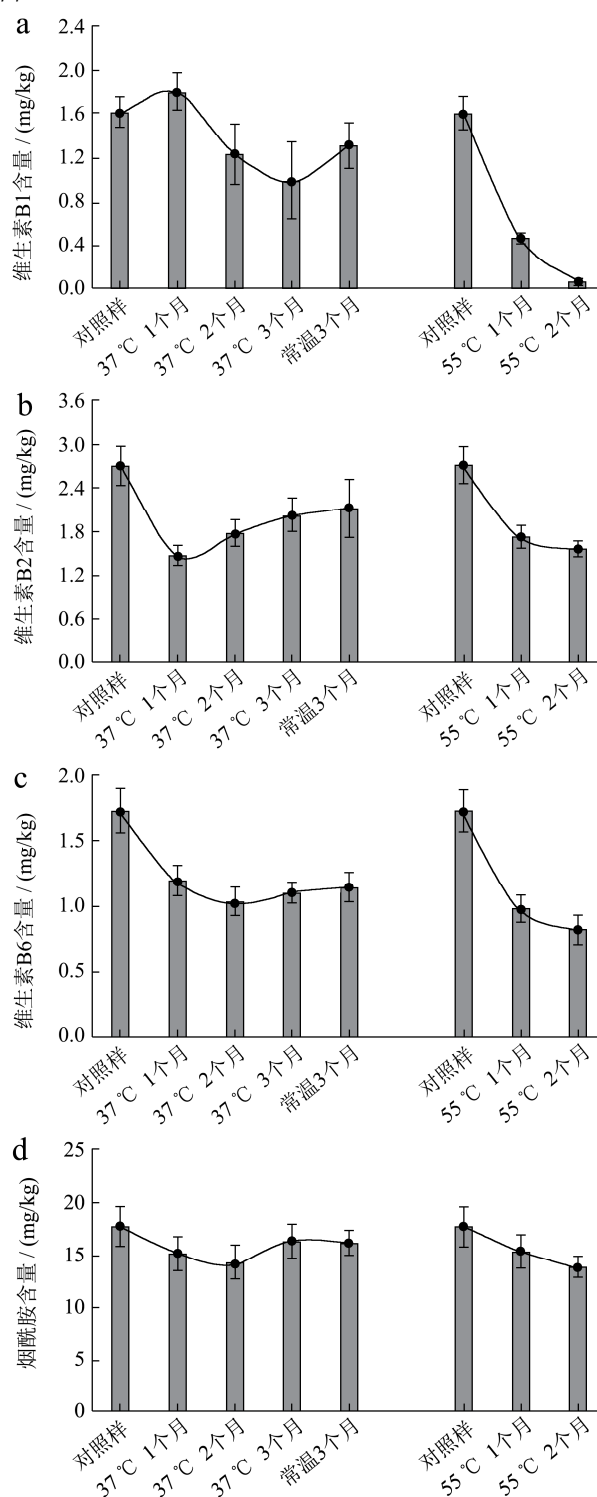 a
维生素B1含量 / (mg/kg)
2.4
2.0
1.6
1.2
0.8
0.4
0.0
对照样
37 ℃ 1个月
37 ℃ 2个月
37 ℃ 3个月
常温3个月
对照样
55 ℃ 1个月
55 ℃ 2个月
b
维生素B2含量 / (mg/kg)
3.6
3.0
2.4
1.8
1.2
0.6
0.0
对照样
37 ℃ 1个月
37 ℃ 2个月
37 ℃ 3个月
常温3个月
对照样
55 ℃ 1个月
55 ℃ 2个月
c
维生素B6含量 / (mg/kg)
2.0
1.5
1.0
0.5
0.0
对照样
37 ℃ 1个月
37 ℃ 2个月
37 ℃ 3个月
常温3个月
对照样
55 ℃ 1个月
55 ℃ 2个月
d
烟酰胺含量 / (mg/kg)
25
20
15
10
5
0
对照样
37 ℃ 1个月
37 ℃ 2个月
37 ℃ 3个月
常温3个月
对照样
55 ℃ 1个月
55 ℃ 2个月